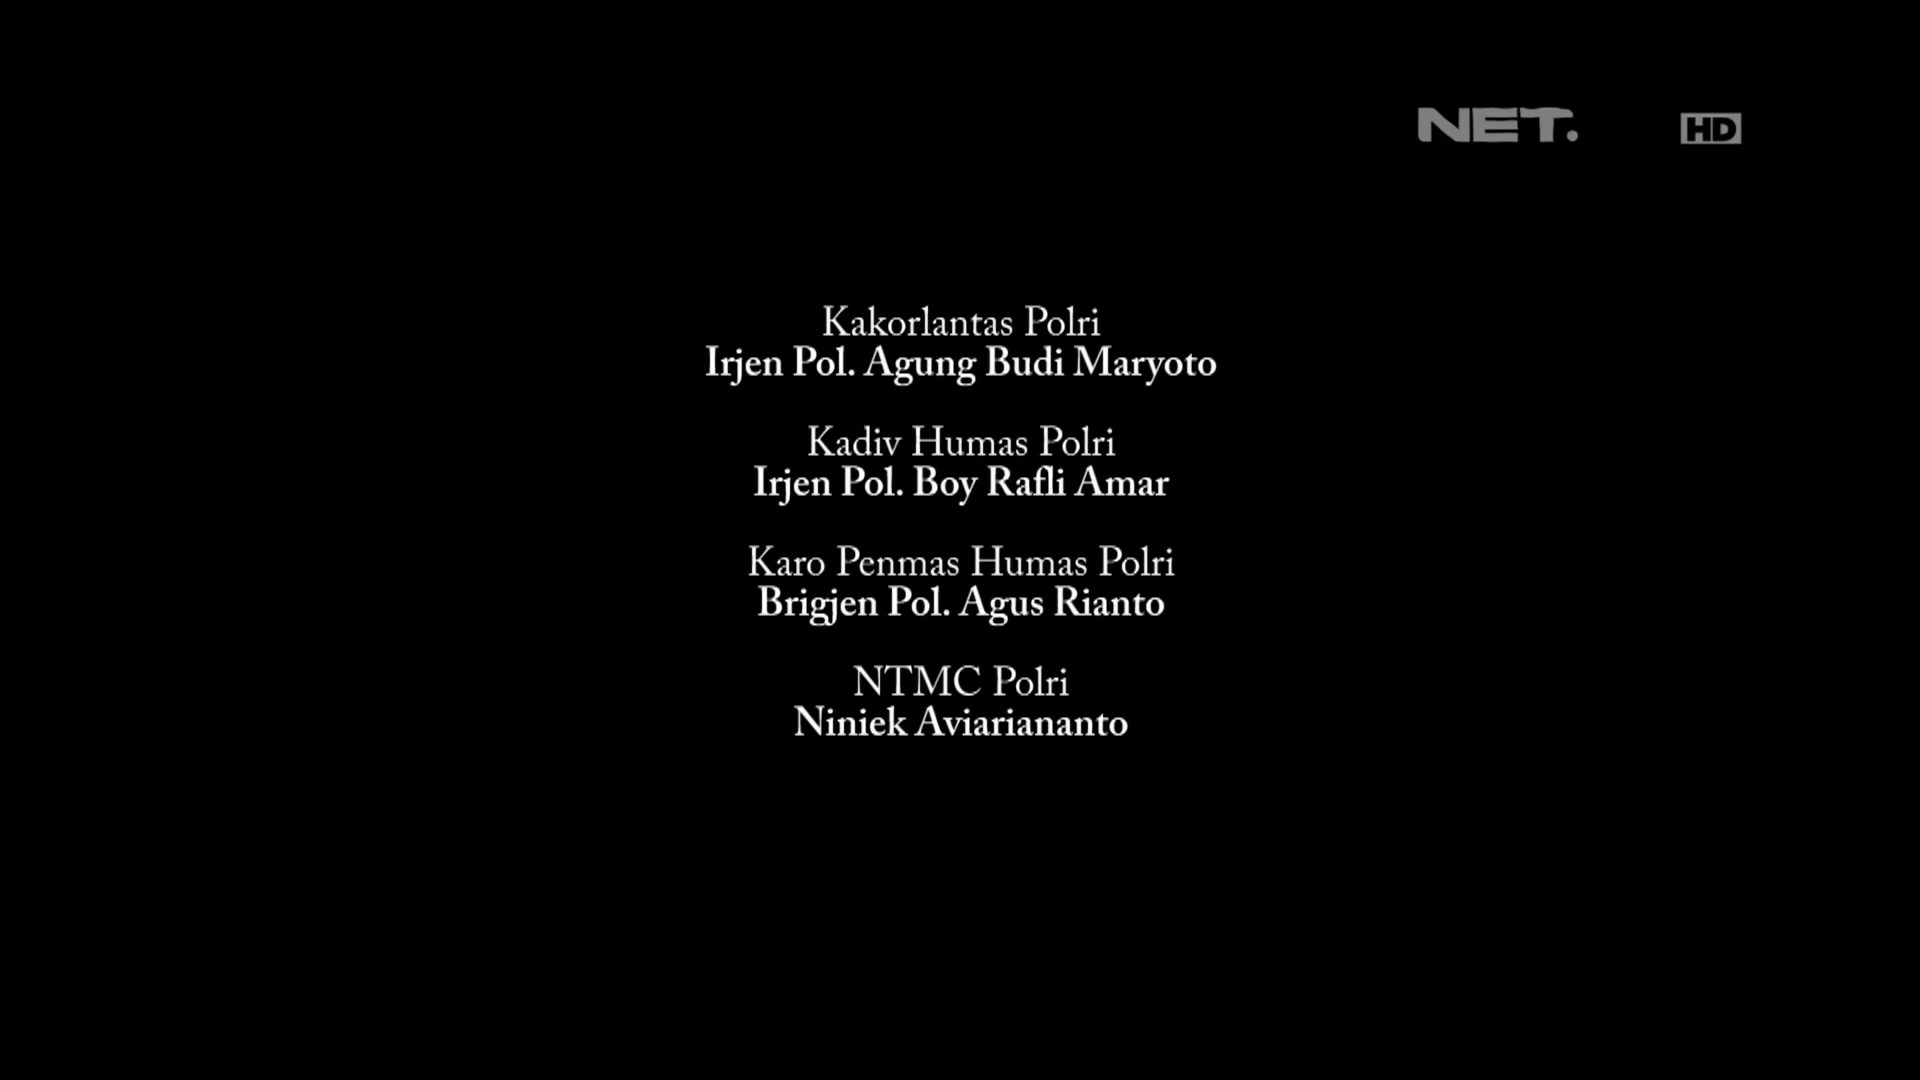 NET. HD
Kakorlantas Polri
Irjen Pol. Agung Budi Maryoto
Kadiv Humas Polri
Irjen Pol. Boy Rafli Amar
Karo Penmas Humas Polri
Brigjen Pol. Agus Rianto
NTMC Polri
Niniek Aviariananto